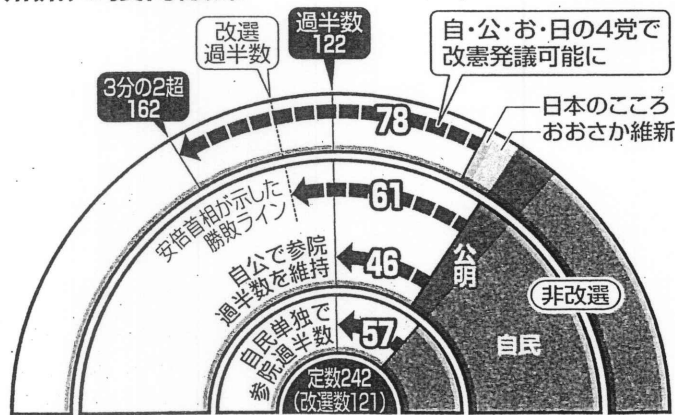 改選
過半数
過半数
122
自・公・お・日の4党で
改憲発議可能に
3分の2超
162
日本のこころ
おおさか維新
78
安倍首相が示した
勝敗ライン
61
自公で参院
過半数を維持
46
公明
非改選
自民単独で
参院過半数
57
自民
定数242
(改選数121)